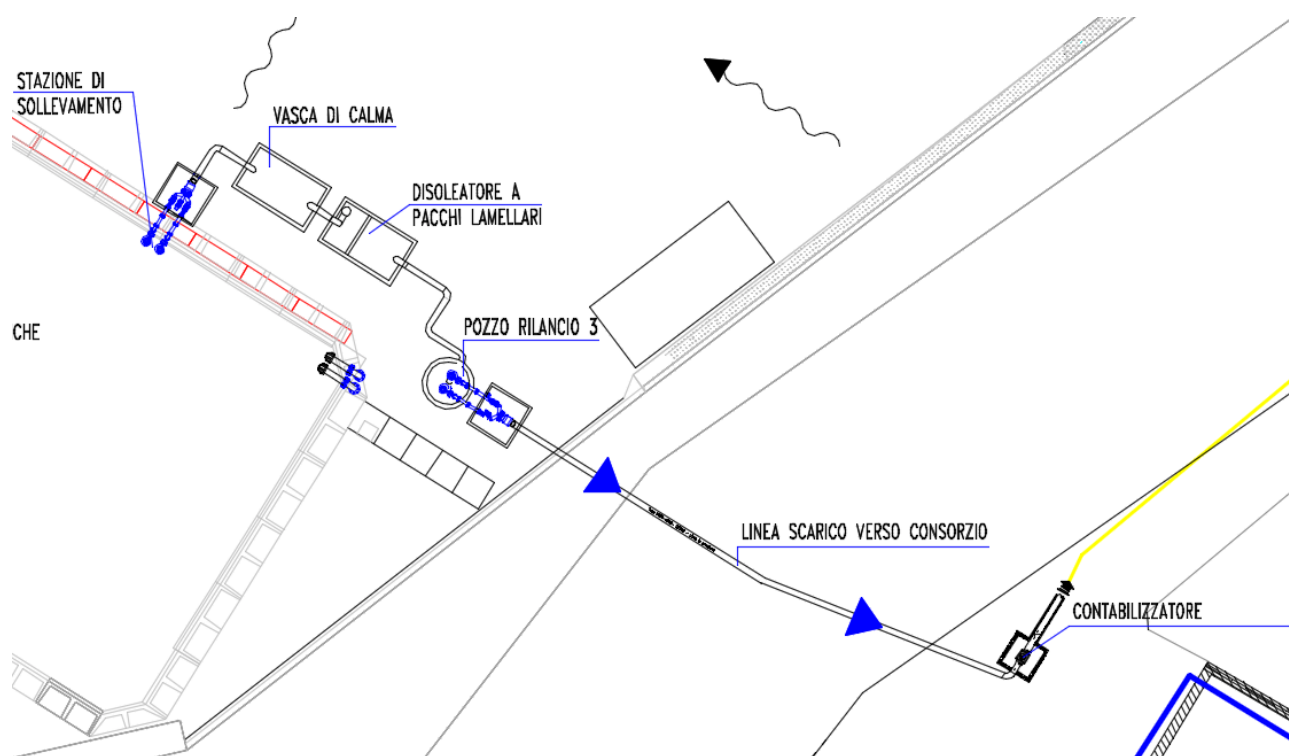 STAZIONE DI
SOLLEVAMENTO
VASCA DI CALMA
DISOLEATORE A
PACCHI LAMELLARI
CHE
POZZO RILANCIO 3
LINEA SCARICO VERSO CONSORZIO
CONTABILIZZATORE